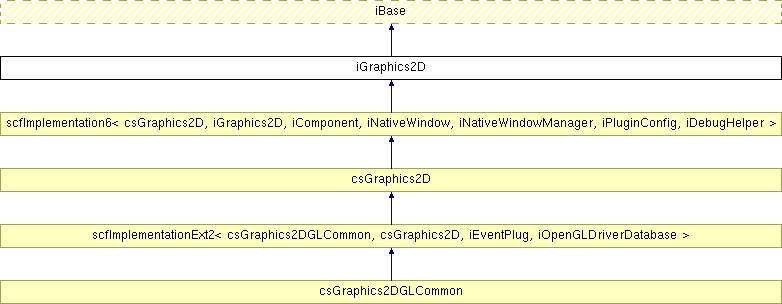 iBase
iGraphics2D
scfImplementation6< csGraphics2D, iGraphics2D, iComponent, iNativeWindow, iNativeWindowManager, iPluginConfig, iDebugHelper >
csGraphics2D
scfImplementationExt2< csGraphics2DGLCommon, csGraphics2D, iEventPlug, iOpenGLDriverDatabase >
csGraphics2DGLCommon